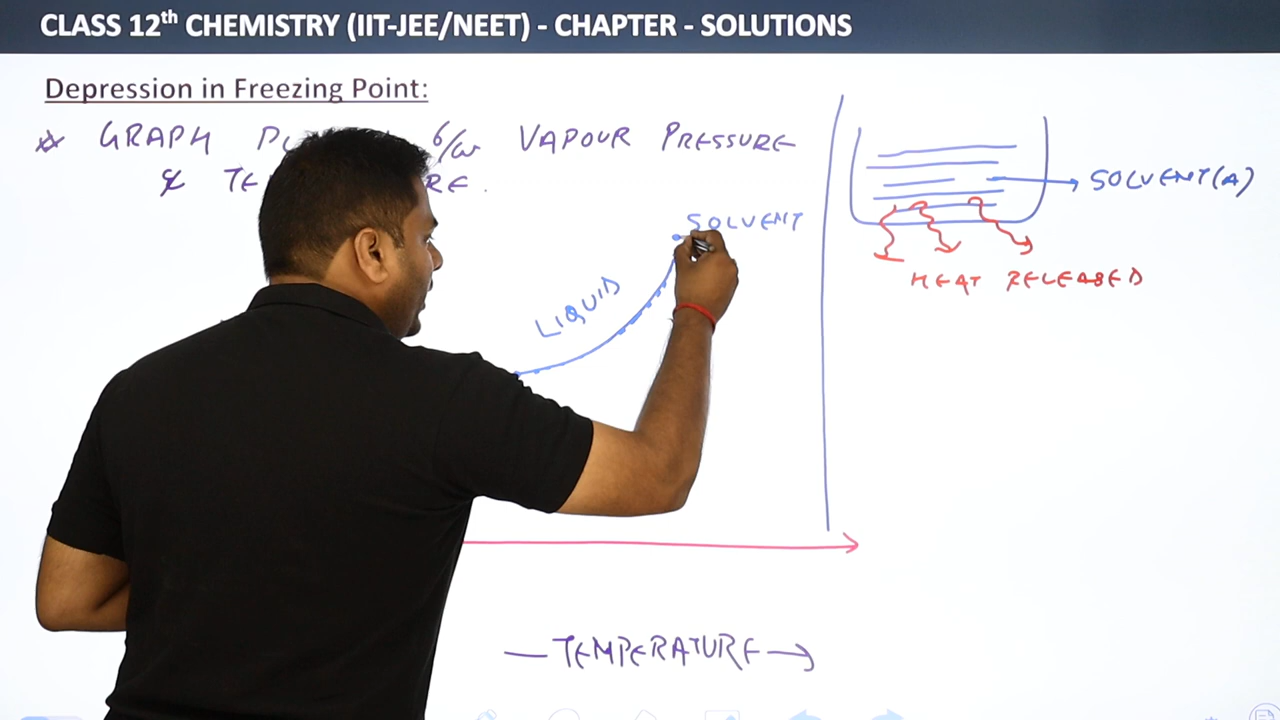 CLASS 12th CHEMISTRY (IIT-JEE/NEET) - CHAPTER - SOLUTIONS
Depression in Freezing Point:
GRAPH b/w VAPOUR PRESSURE
&
SOLVENT
LIQUID
TEMPERATURE
SOLVENT(A)
HEAT RELEASED